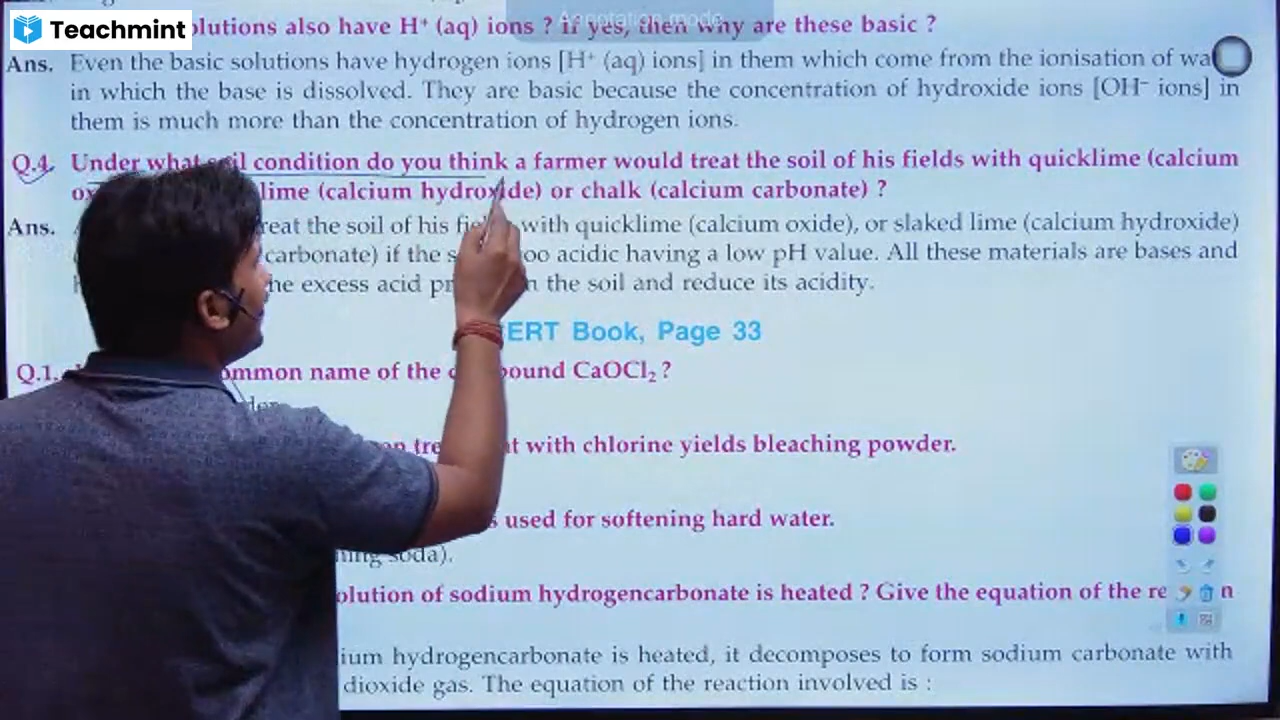 Teachmint
Annotation mode
olutions also have H⁺ (aq) ions ? If yes, then why are these basic ?
Ans. Even the basic solutions have hydrogen ions [H⁺ (aq) ions] in them which come from the ionisation of wa
in which the base is dissolved. They are basic because the concentration of hydroxide ions [OH⁻ ions] in
them is much more than the concentration of hydrogen ions.
Q.4. Under what soil condition do you think a farmer would treat the soil of his fields with quicklime (calcium
lime (calcium hydroxide) or chalk (calcium carbonate) ?
Ans. reat the soil of his fields with quicklime (calcium oxide), or slaked lime (calcium hydroxide)
carbonate) if the s oo acidic having a low pH value. All these materials are bases and
he excess acid pr n the soil and reduce its acidity.
ERT Book, Page 33
Q.1. ommon name of the ound CaOCl₂ ?
der
on tre t with chlorine yields bleaching powder.
s used for softening hard water.
hing soda).
olution of sodium hydrogencarbonate is heated ? Give the equation of the re n
ium hydrogencarbonate is heated, it decomposes to form sodium carbonate with
dioxide gas. The equation of the reaction involved is :